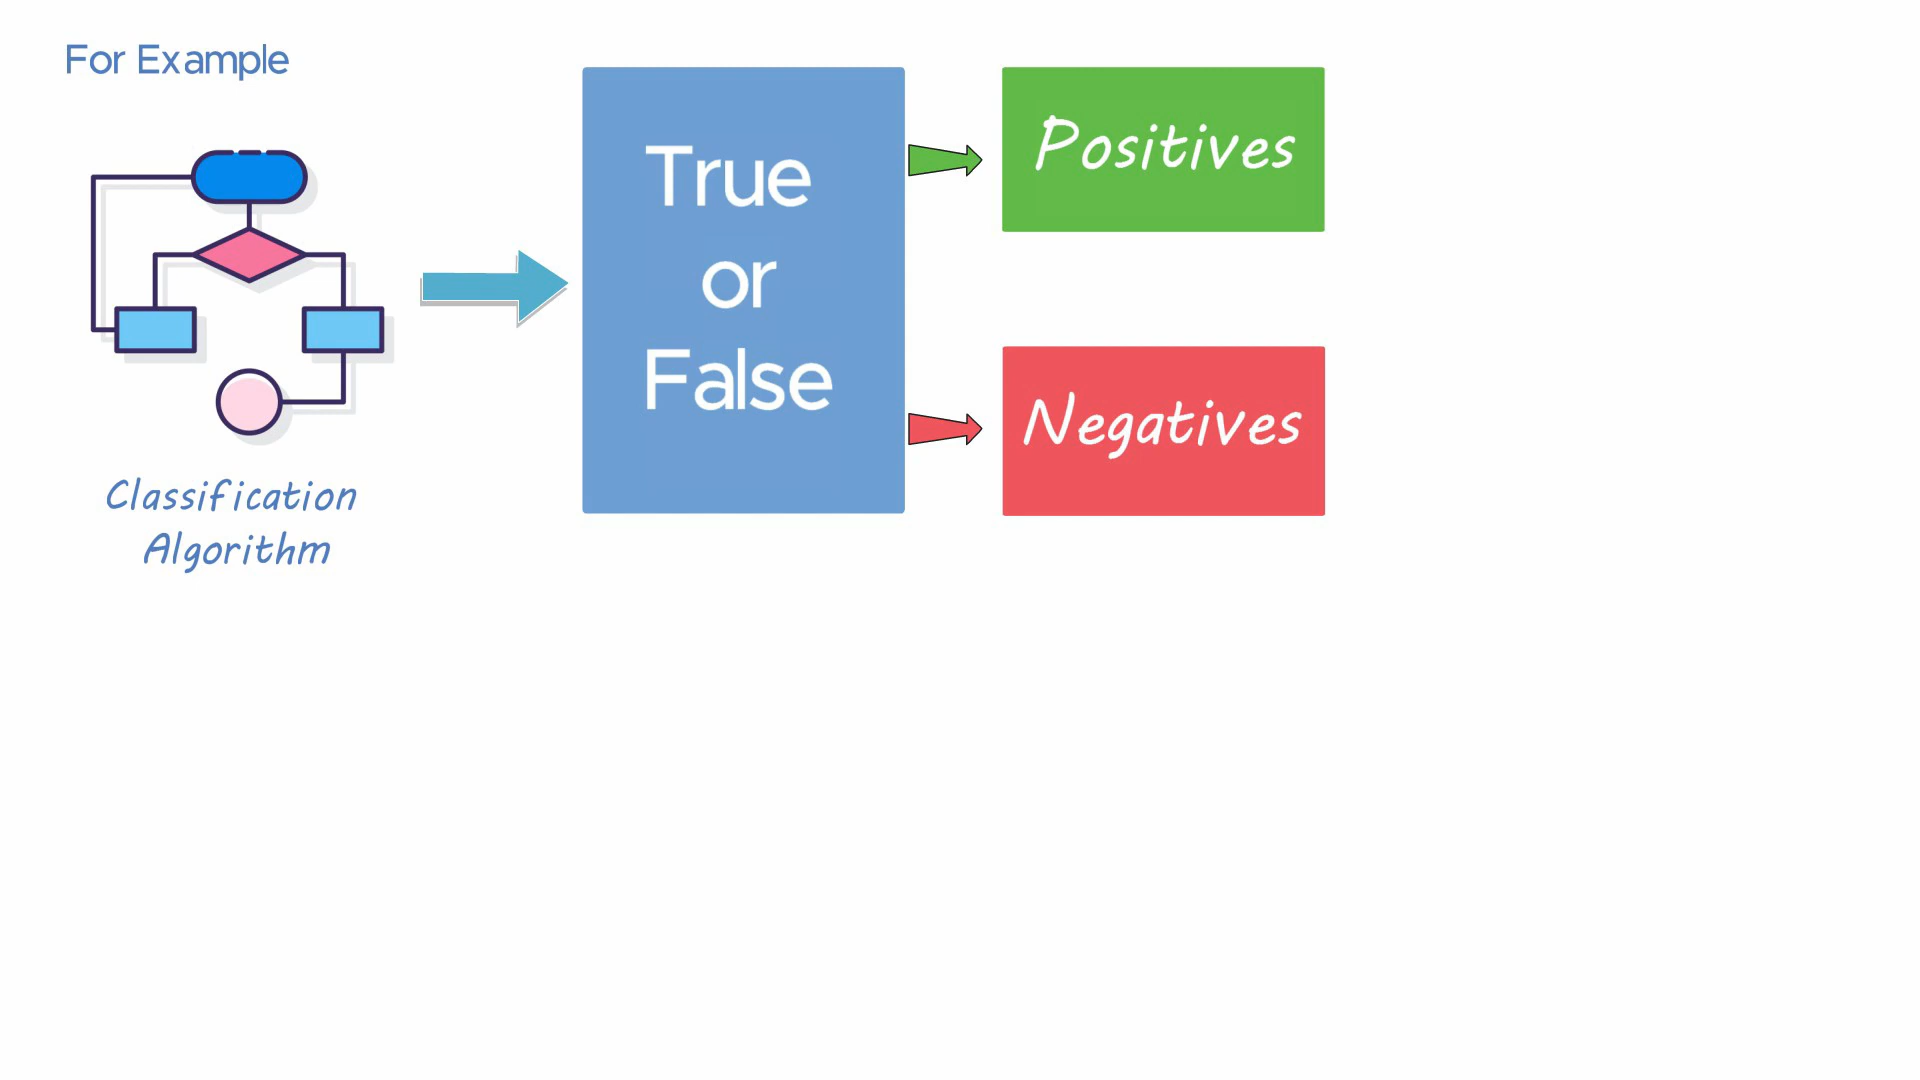 For Example
Classification
Algorithm
True
or
False
Positives
Negatives